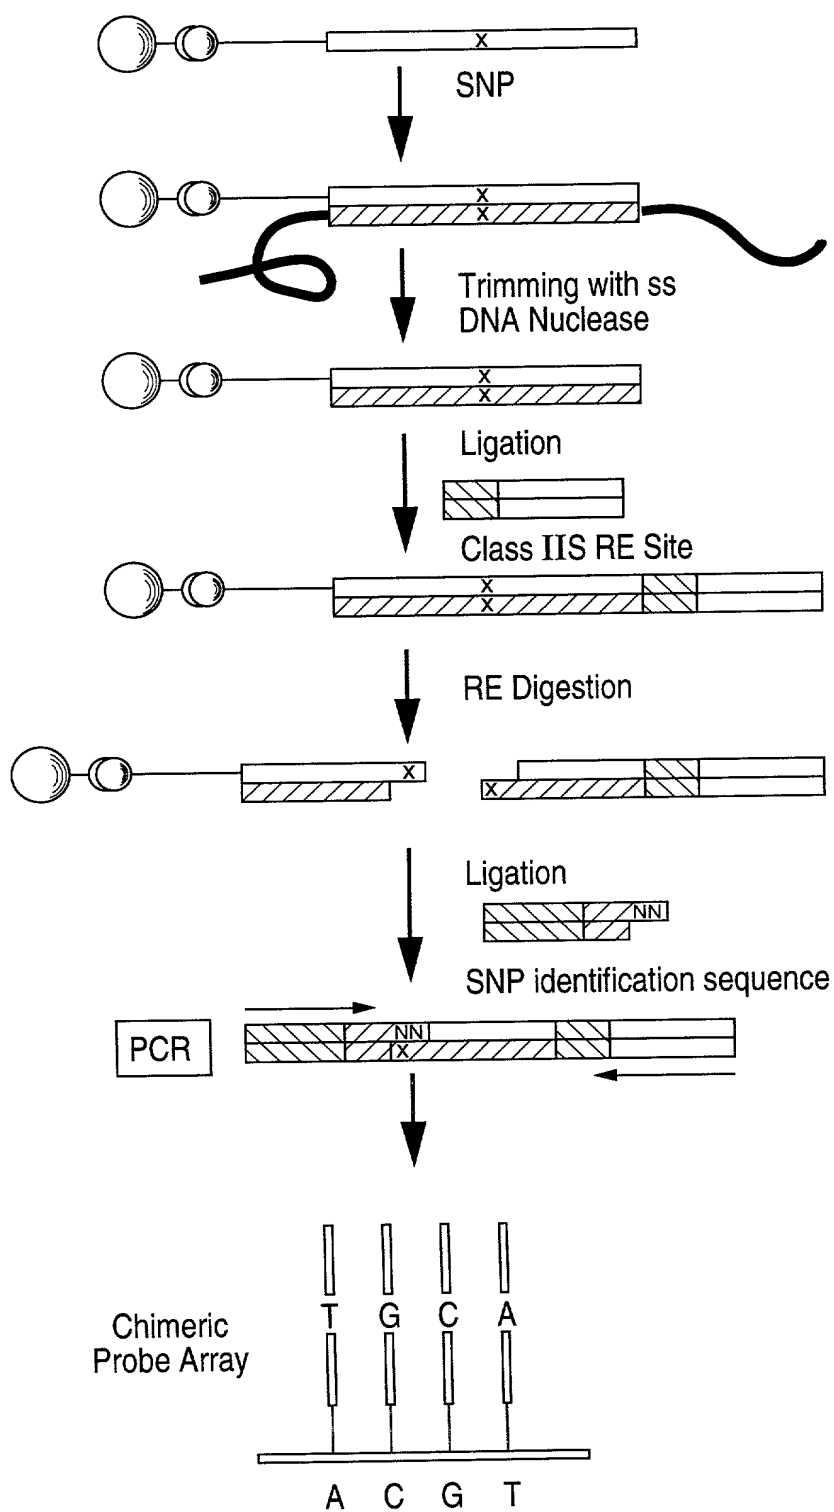 X
SNP
X
X
Trimming with ss
DNA Nuclease
X
X
Ligation
Class IIS RE Site
X
X
RE Digestion
X
X
Ligation
NN
SNP identification sequence
PCR
NN
X
T G C A
Chimeric
Probe Array
A C G T